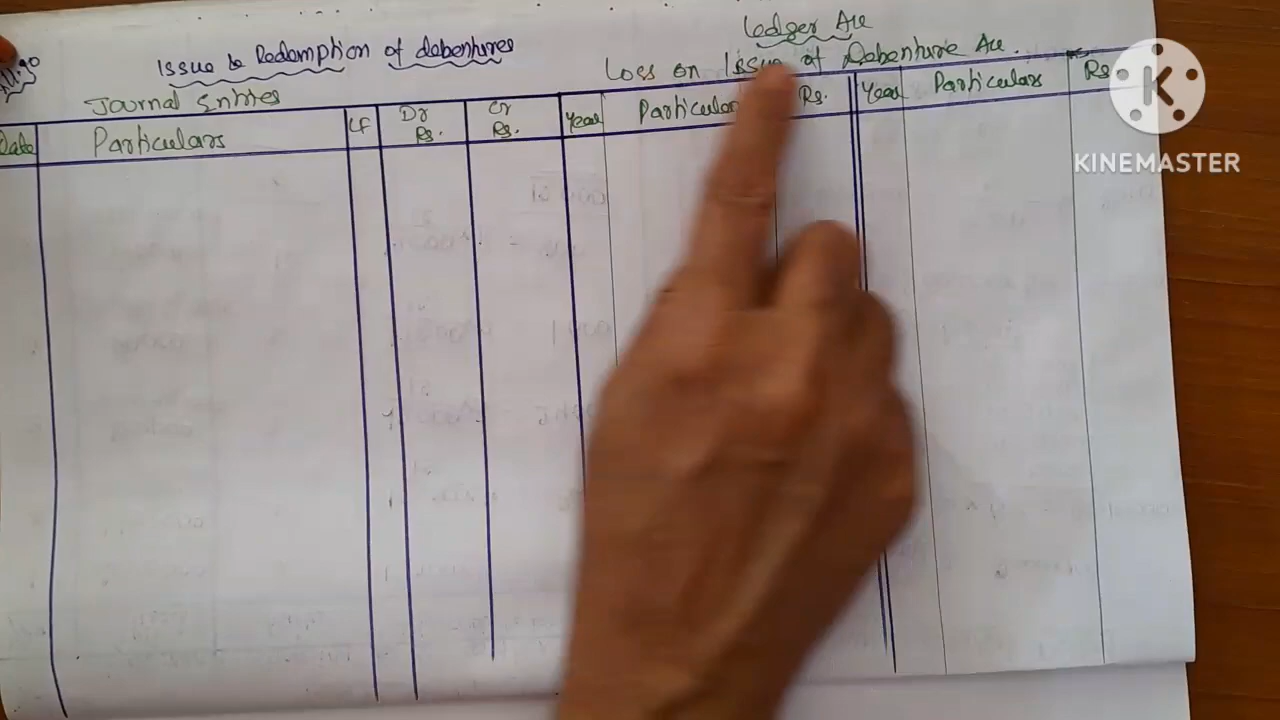 Issue & Redemption of debentures
Ledger A/c
Loss on Issue of Debenture A/c.
Journal Entries
Date Particulars LF Dr Rs. Cr Rs.
Year Particulars Rs. Year Particulars Rs
KINEMASTER